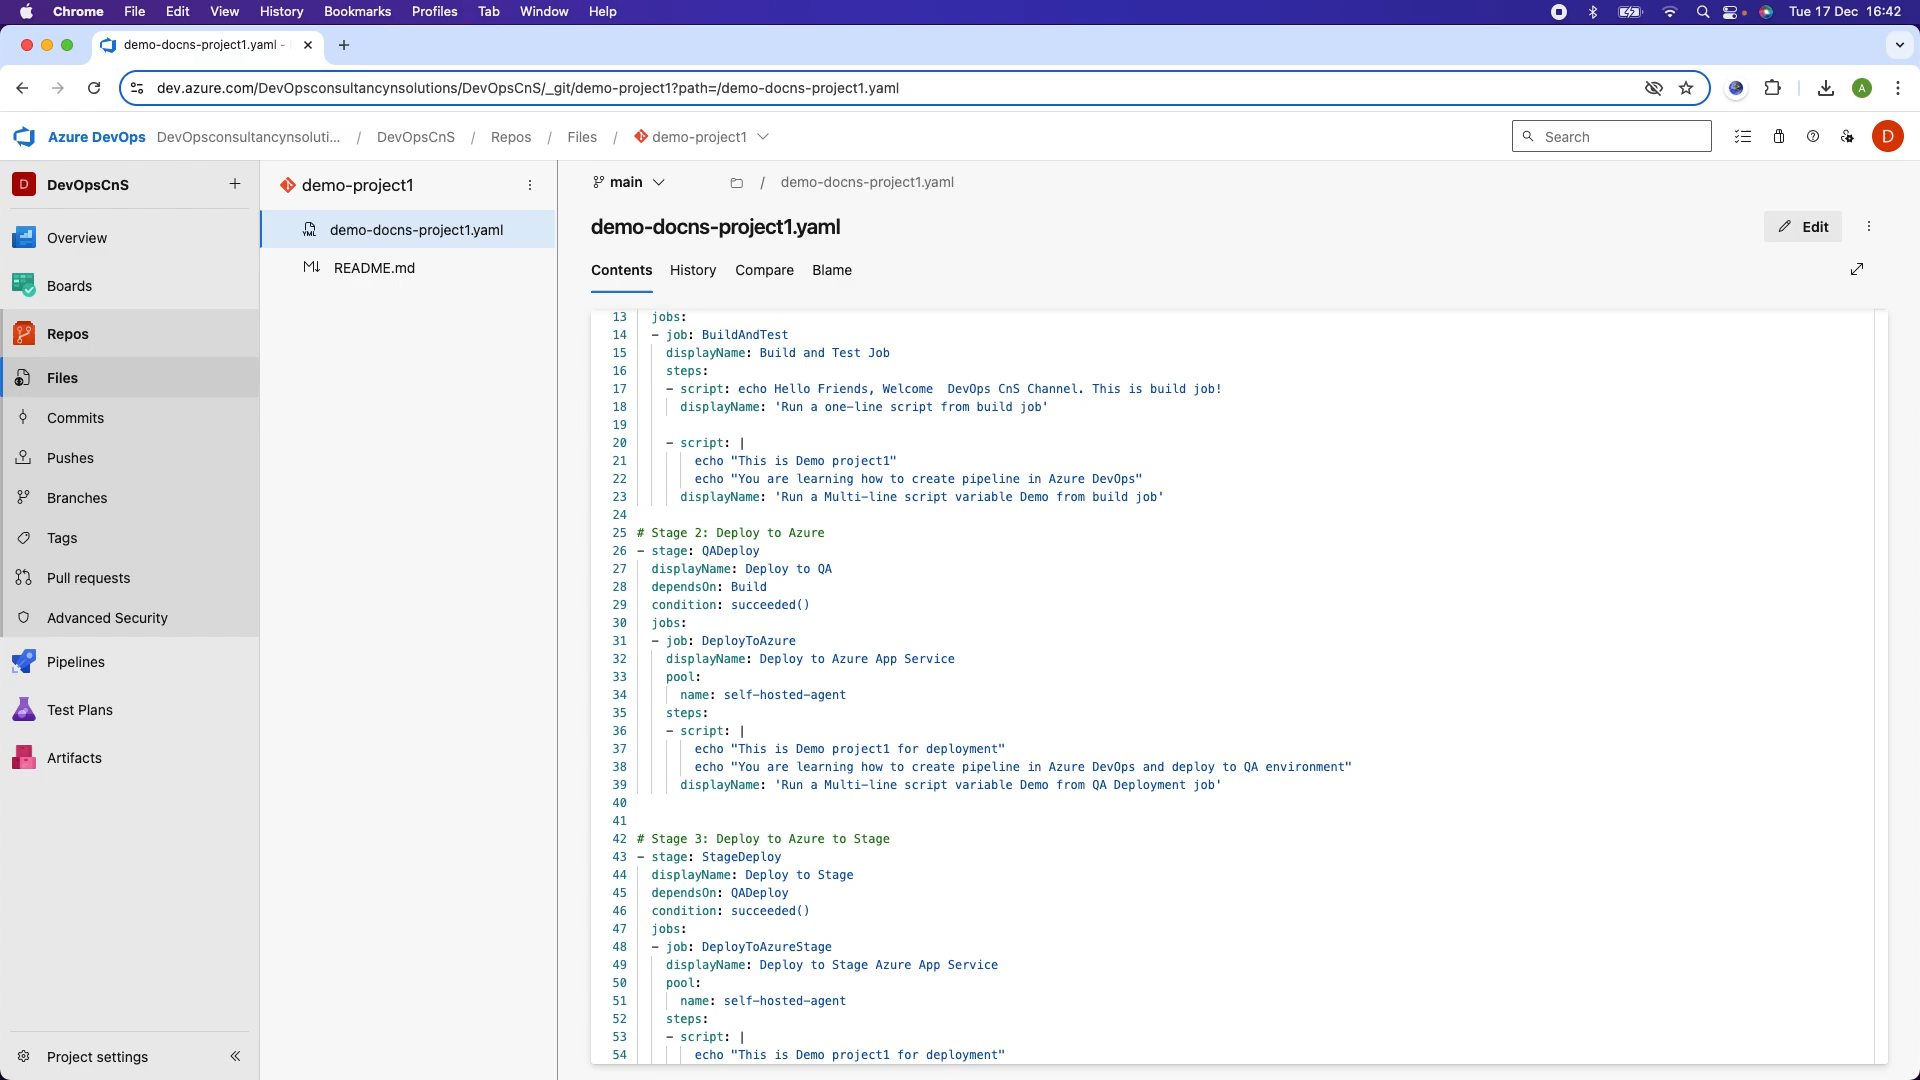 Chrome File Edit View History Bookmarks Profiles Tab Window Help Tue 17 Dec 16:42
demo-docns-project1.yaml -
dev.azure.com/DevOpsconsultancynsolutions/DevOpsCnS/_git/demo-project1?path=/demo-docns-project1.yaml A
Azure DevOps DevOpsconsultancynsoluti... / DevOpsCnS / Repos / Files / demo-project1 Search D
D DevOpsCnS
Overview
Boards
Repos
Files
Commits
Pushes
Branches
Tags
Pull requests
Advanced Security
Pipelines
Test Plans
Artifacts
Project settings
demo-project1
YML demo-docns-project1.yaml
M↓ README.md
main / demo-docns-project1.yaml
demo-docns-project1.yaml
Edit
Contents History Compare Blame
13 jobs:
14 - job: BuildAndTest
15 displayName: Build and Test Job
16 steps:
17 - script: echo Hello Friends, Welcome  DevOps CnS Channel. This is build job!
18 displayName: 'Run a one-line script from build job'
19
20 - script: |
21 echo "This is Demo project1"
22 echo "You are learning how to create pipeline in Azure DevOps"
23 displayName: 'Run a Multi-line script variable Demo from build job'
24
25 # Stage 2: Deploy to Azure
26 - stage: QADeploy
27 displayName: Deploy to QA
28 dependsOn: Build
29 condition: succeeded()
30 jobs:
31 - job: DeployToAzure
32 displayName: Deploy to Azure App Service
33 pool:
34 name: self-hosted-agent
35 steps:
36 - script: |
37 echo "This is Demo project1 for deployment"
38 echo "You are learning how to create pipeline in Azure DevOps and deploy to QA environment"
39 displayName: 'Run a Multi-line script variable Demo from QA Deployment job'
40
41
42 # Stage 3: Deploy to Azure to Stage
43 - stage: StageDeploy
44 displayName: Deploy to Stage
45 dependsOn: QADeploy
46 condition: succeeded()
47 jobs:
48 - job: DeployToAzureStage
49 displayName: Deploy to Stage Azure App Service
50 pool:
51 name: self-hosted-agent
52 steps:
53 - script: |
54 echo "This is Demo project1 for deployment"